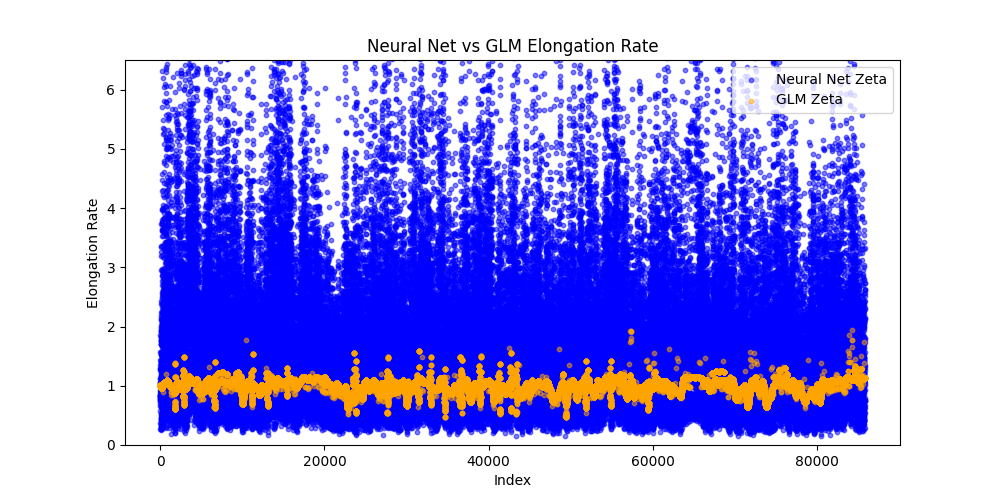 Neural Net vs GLM Elongation Rate
Neural Net Zeta
GLM Zeta
Elongation Rate
6
5
4
3
2
1
0
0 20000 40000 60000 80000
Index